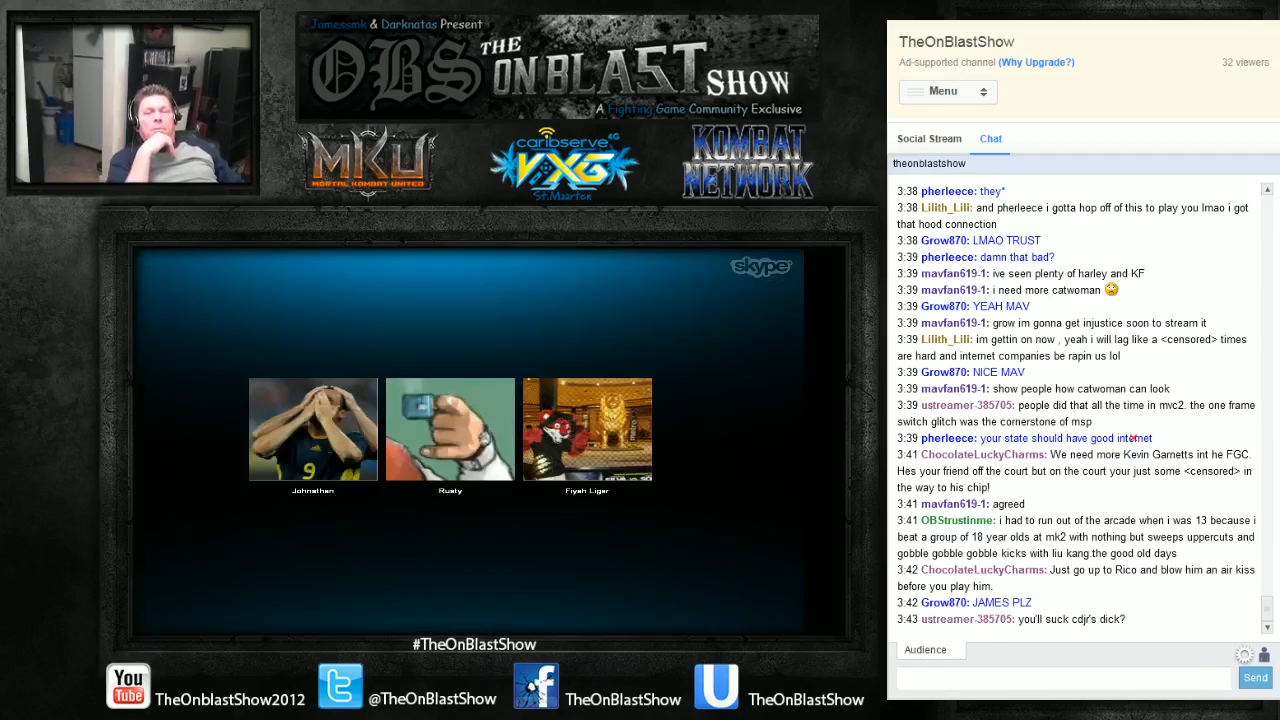 Jamessmk & Darknatas Present
OBS THE ON BLAST SHOW
A Fighting Game Community Exclusive
MKU
MORTAL KOMBAT UNITED
caribserve 4G
VXG
St.Maarten
KOMBAT
NETWORK
skype
9
Johnathan
Rusty
Fiyah Liger
#TheOnBlastShow
You
Tube
TheOnblastShow2012
@TheOnBlastShow
TheOnBlastShow
U
TheOnBlastShow
TheOnBlastShow
Ad-supported channel (Why Upgrade?)
32 viewers
Menu
Social Stream
Chat
theonblastshow
3:38 pherleece: they*
3:38 Lilith_Lili: and pherleece i gotta hop off of this to play you lmao i got
that hood connection
3:38 Grow870: LMAO TRUST
3:39 pherleece: damn that bad?
3:39 mavfan619-1: ive seen plenty of harley and KF
3:39 mavfan619-1: i need more catwoman
3:39 Grow870: YEAH MAV
3:39 mavfan619-1: grow im gonna get injustice soon to stream it
3:39 Lilith_Lili: im gettin on now , yeah i will lag like a <censored> times
are hard and internet companies be rapin us lol
3:39 Grow870: NICE MAV
3:39 mavfan619-1: show people how catwoman can look
3:39 ustreamer-385705: people did that all the time in mvc2. the one frame
switch glitch was the cornerstone of msp
3:39 pherleece: your state should have good internet
3:41 ChocolateLuckyCharms: We need more Kevin Garnetts int he FGC.
Hes your friend off the court but on the court your just some <censored> in
the way to his chip!
3:41 mavfan619-1: agreed
3:41 OBStrustinme: i had to run out of the arcade when i was 13 because i
beat a group of 18 year olds at mk2 with nothing but sweeps uppercuts and
gobble gobble gobble kicks with liu kang.the good old days
3:42 ChocolateLuckyCharms: Just go up to Rico and blow him an air kiss
before you play him.
3:42 Grow870: JAMES PLZ
3:43 ustreamer-385705: you'll suck cdjr's dick?
Audience
Send